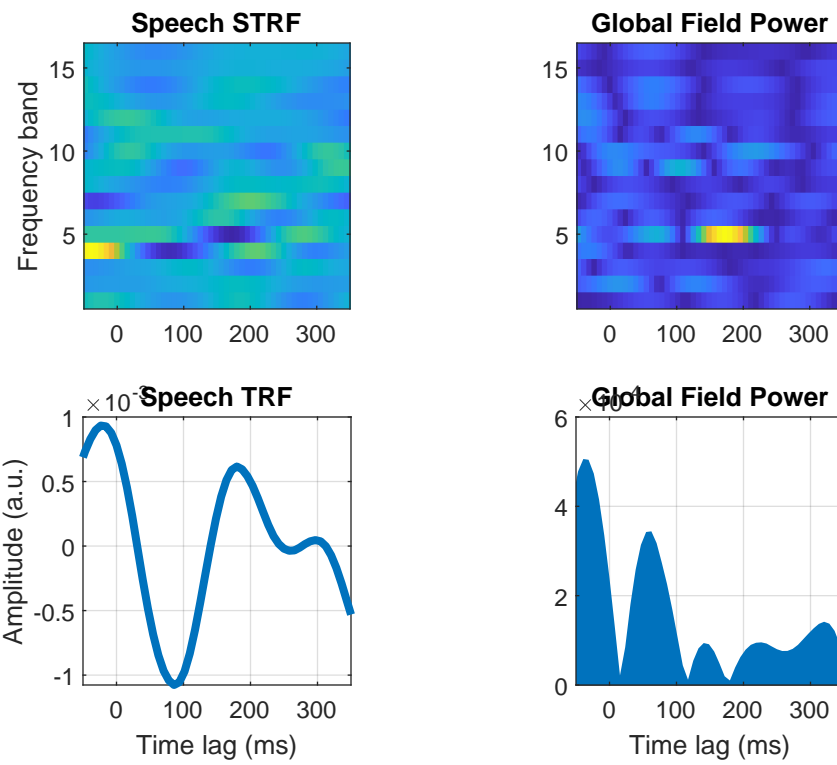 Speech STRF
Frequency band
15
10
5
0 100 200 300
Global Field Power
15
10
5
0 100 200 300
Speech TRF
×10-3
Amplitude (a.u.)
1
0.5
0
-0.5
-1
0 100 200 300
Time lag (ms)
Global Field Power
×10-4
6
4
2
0
0 100 200 300
Time lag (ms)